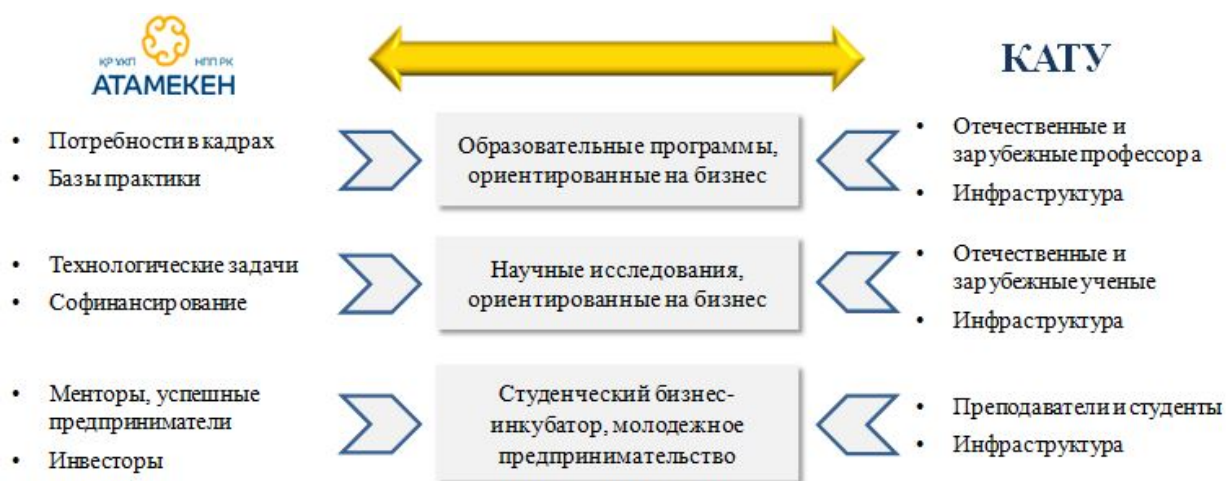 ҚР ҰКП НПП РК
АТАМЕКЕН
КАТУ
• Потребности в кадрах
• Базы практики
Образовательные программы,
ориентированные на бизнес
• Отечественные и
зарубежные профессора
• Инфраструктура
• Технологические задачи
• Софинансирование
Научные исследования,
ориентированные на бизнес
• Отечественные и
зарубежные ученые
• Инфраструктура
• Менторы, успешные
предприниматели
• Инвесторы
Студенческий бизнес-
инкубатор, молодежное
предпринимательство
• Преподаватели и студенты
• Инфраструктура